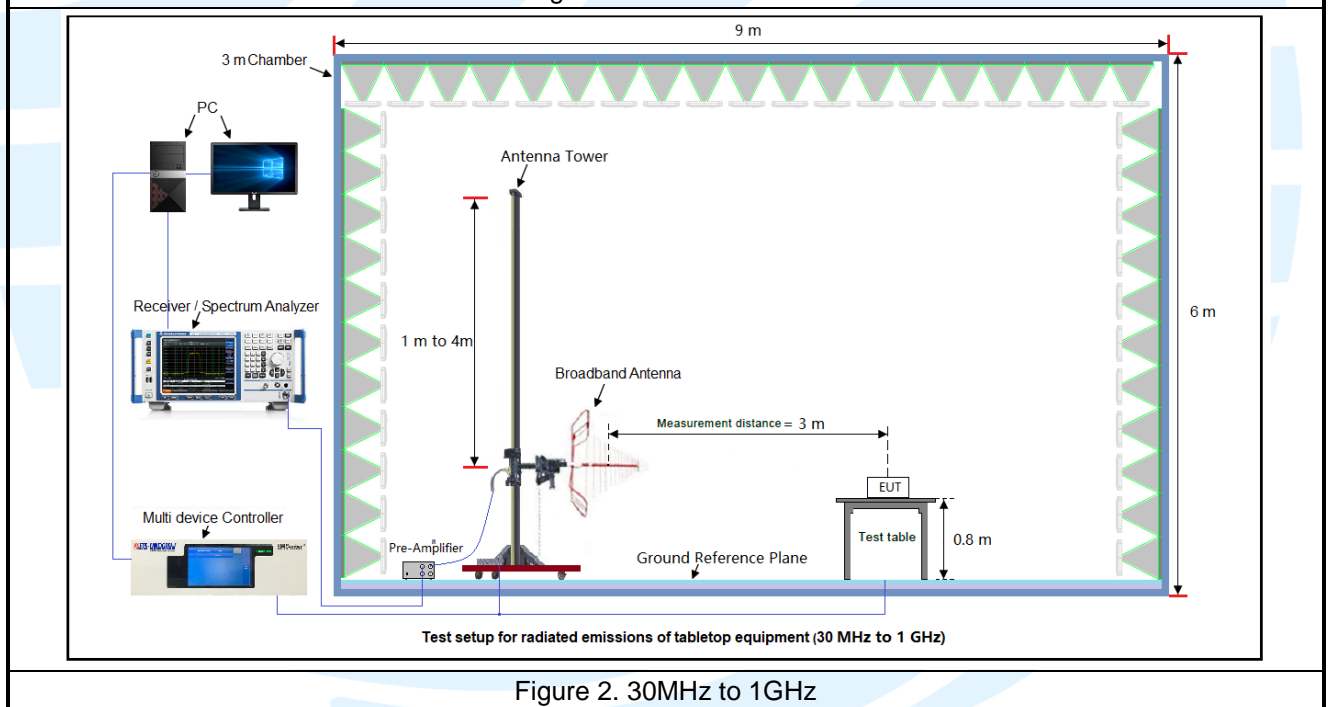 9 m
3 m Chamber
PC
Antenna Tower
Receiver / Spectrum Analyzer
6 m
1 m to 4m
Broadband Antenna
Measurement distance = 3 m
EUT
Multi device Controller
Pre-Amplifier
Test table
0.8 m
Ground Reference Plane
Test setup for radiated emissions of tabletop equipment (30 MHz to 1 GHz)
Figure 2. 30MHz to 1GHz